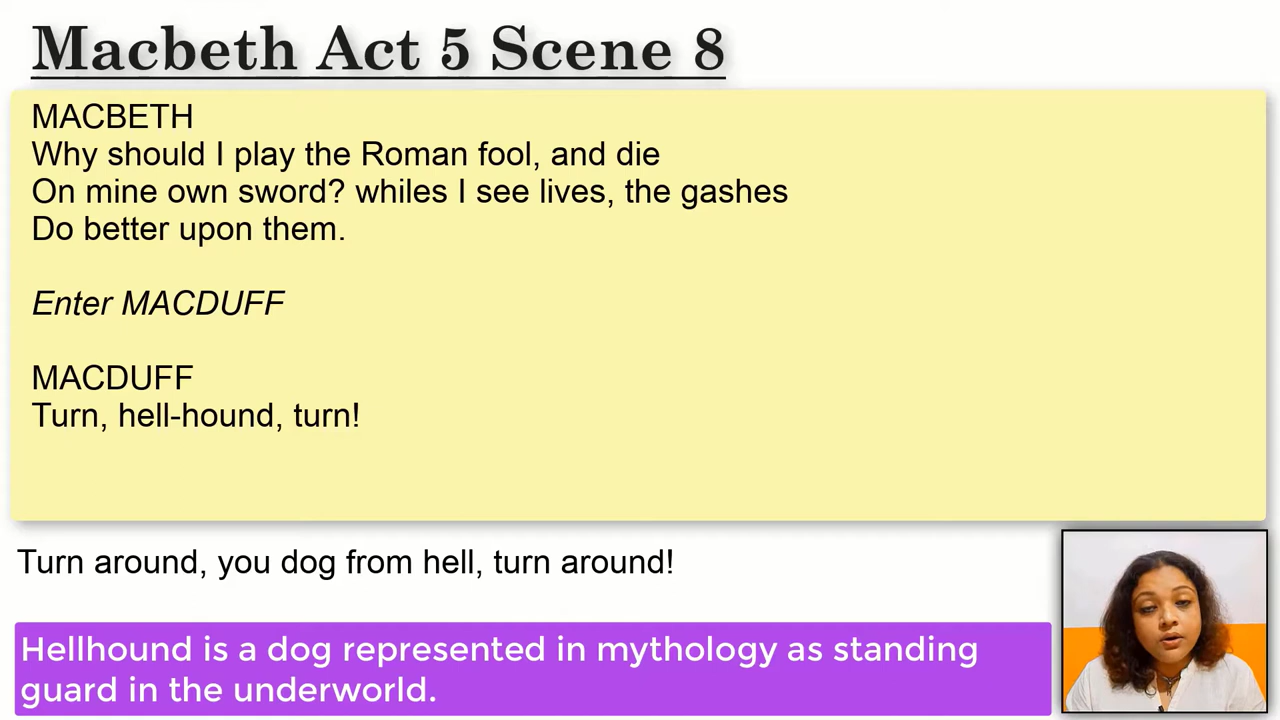 Macbeth Act 5 Scene 8
MACBETH
Why should I play the Roman fool, and die
On mine own sword? whiles I see lives, the gashes
Do better upon them.
Enter MACDUFF
MACDUFF
Turn, hell-hound, turn!
Turn around, you dog from hell, turn around!
Hellhound is a dog represented in mythology as standing
guard in the underworld.